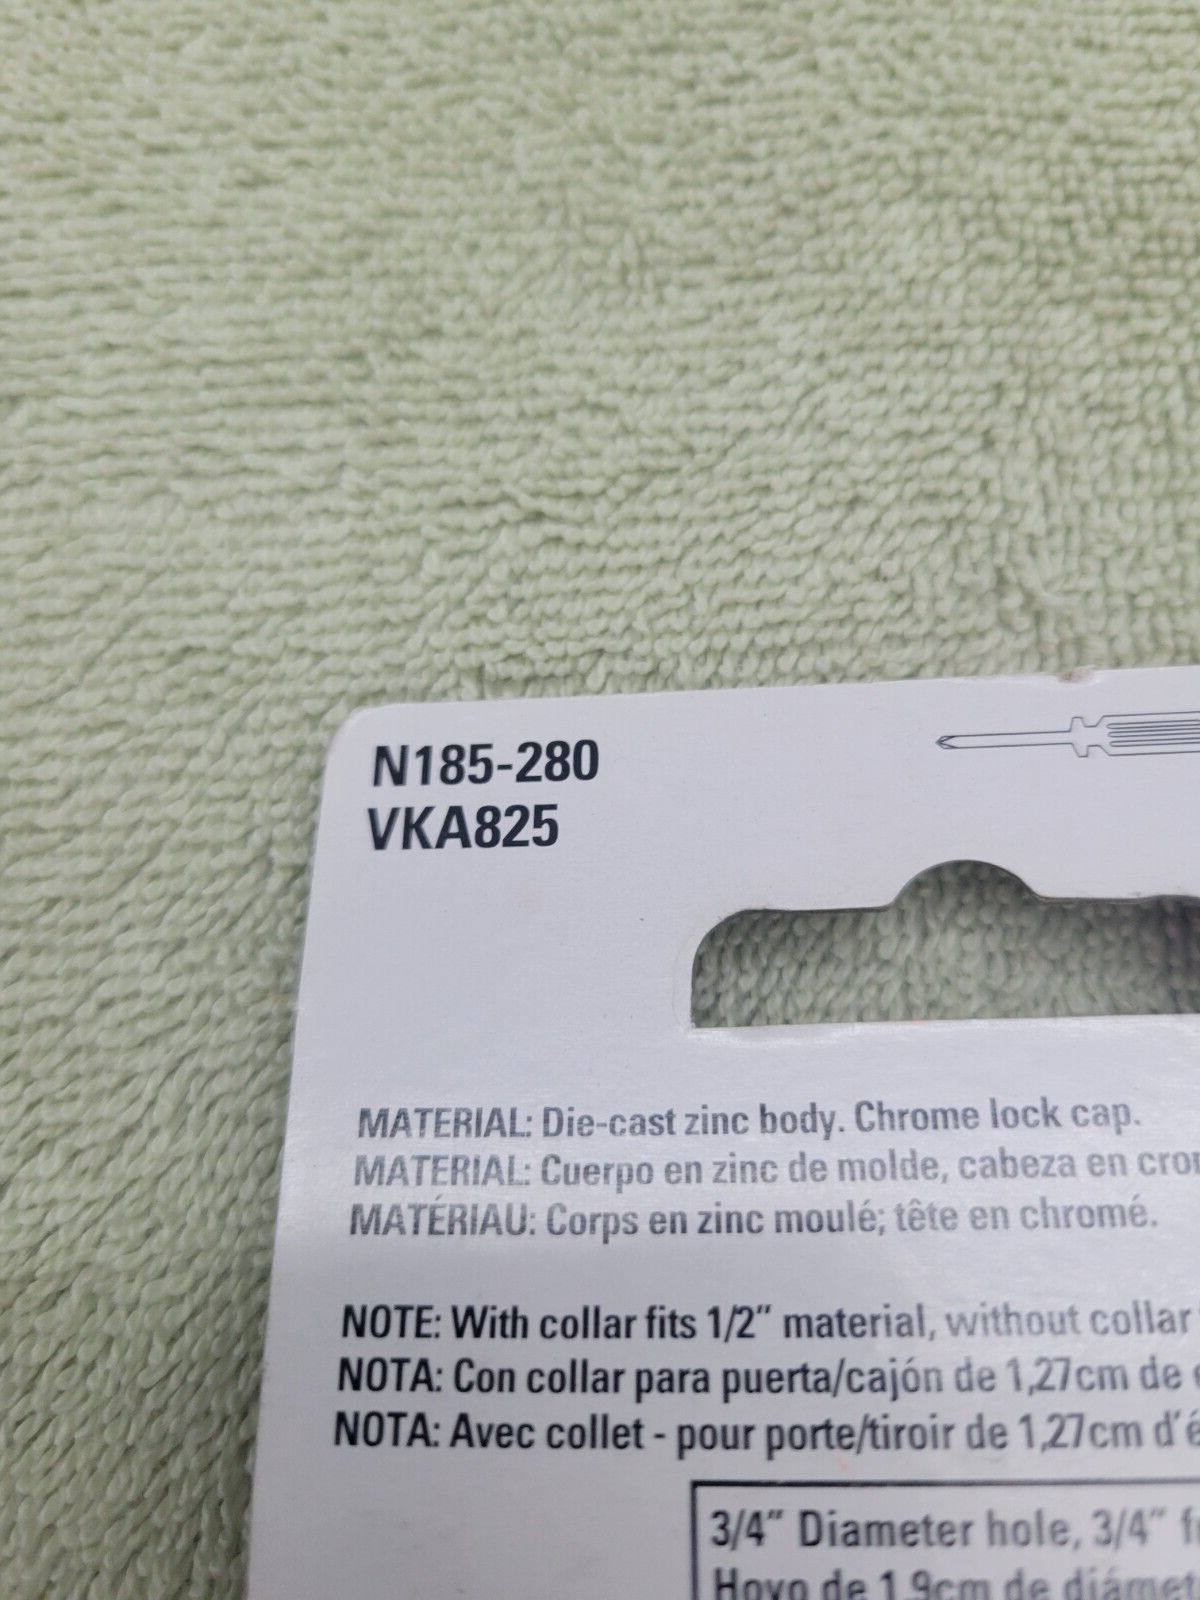 N185-280
VKA825
MATERIAL: Die-cast zinc body. Chrome lock cap.
MATERIAL: Cuerpo en zinc de molde, cabeza en
MATÉRIAU: Corps en zinc moulé; tête en chromé.
NOTE: With collar fits 1/2" material, without collar
NOTA: Con collar para puerta/cajón de 1,27cm de
NOTA: Avec collet - pour porte/tiroir de 1,27cm
3/4" Diameter hole, 3/4"
Hoyo de 1.9cm de